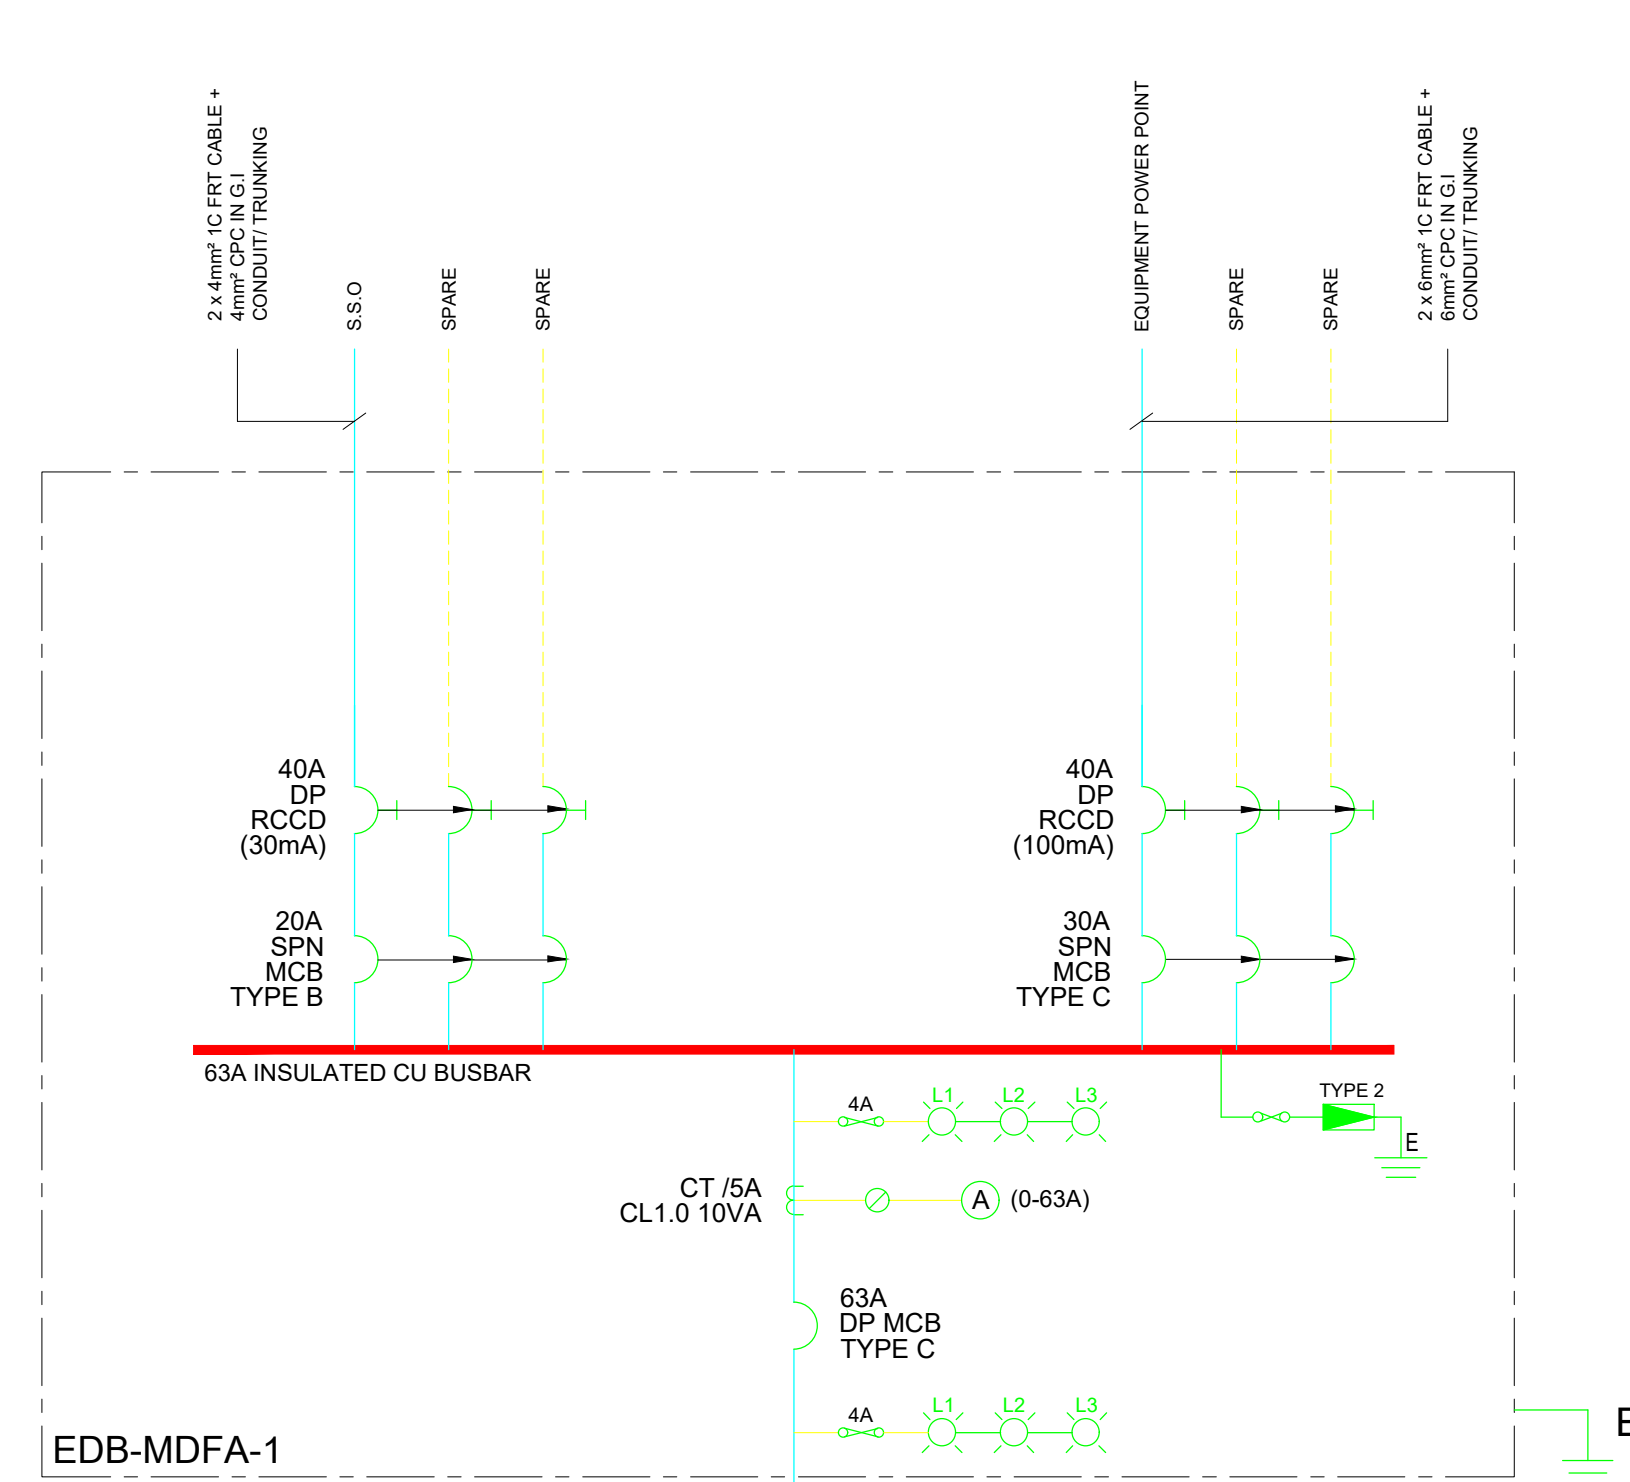 2 x 4mm² 1C FRT CABLE +
4mm² CPC IN G.I
CONDUIT/ TRUNKING
S.S.O
SPARE
SPARE
EQUIPMENT POWER POINT
SPARE
SPARE
2 x 6mm² 1C FRT CABLE +
6mm² CPC IN G.I
CONDUIT/ TRUNKING
40A
DP
RCCD
(30mA)
40A
DP
RCCD
(100mA)
20A
SPN
MCB
TYPE B
30A
SPN
MCB
TYPE C
63A INSULATED CU BUSBAR
4A
L1 L2 L3
TYPE 2
E
CT /5A
CL1.0 10VA
A (0-63A)
63A
DP MCB
TYPE C
4A
L1 L2 L3
EDB-MDFA-1